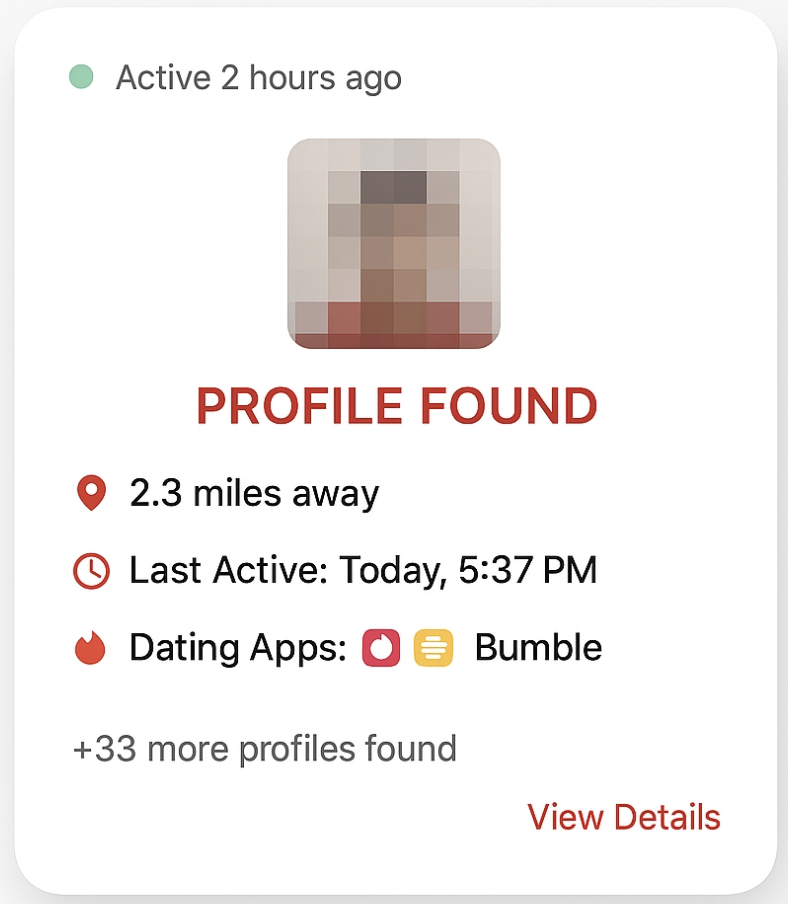 Active 2 hours ago
PROFILE FOUND
2.3 miles away
Last Active: Today, 5:37 PM
Dating Apps: Bumble
+33 more profiles found
View Details